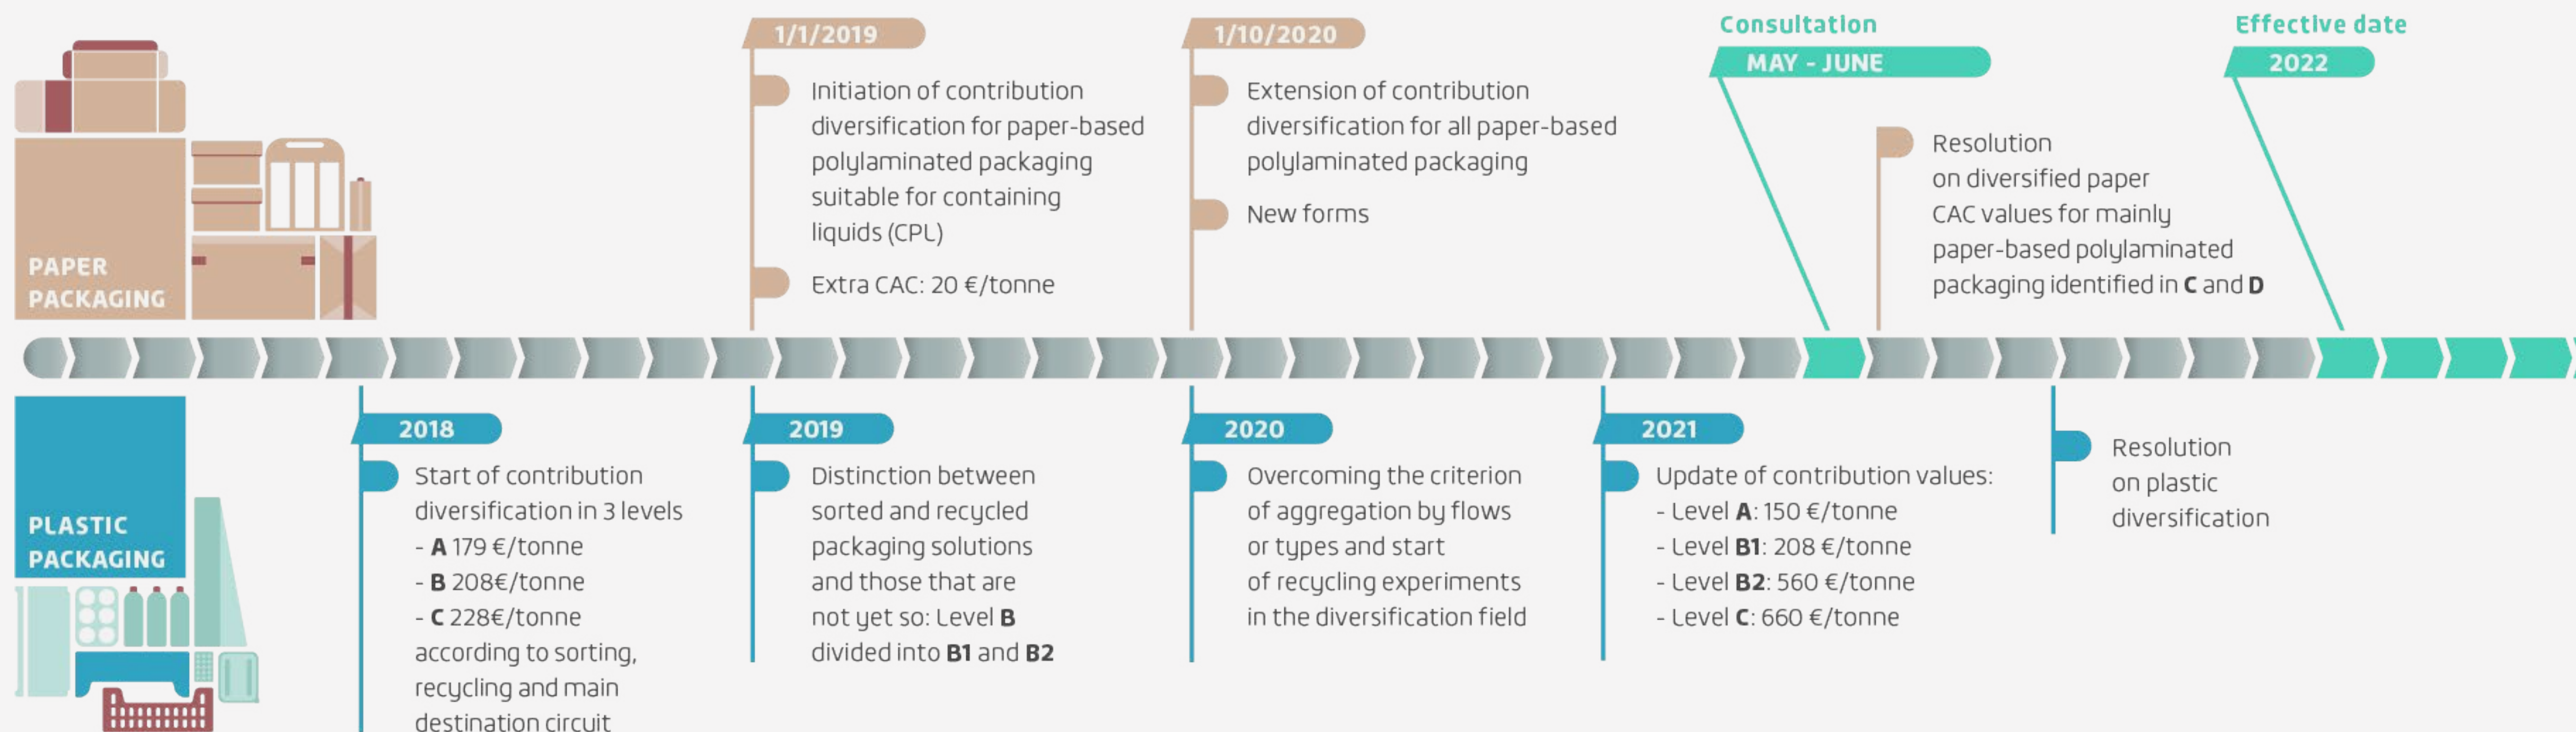 PAPER
PACKAGING
1/1/2019
Initiation of contribution
diversification for paper-based
polylaminated packaging
suitable for containing
liquids (CPL)
Extra CAC: 20 €/tonne
1/10/2020
Extension of contribution
diversification for all paper-based
polylaminated packaging
New forms
Consultation
MAY - JUNE
Resolution
on diversified paper
CAC values for mainly
paper-based polylaminated
packaging identified in C and D
Effective date
2022
PLASTIC
PACKAGING
2018
Start of contribution
diversification in 3 levels
- A 179 €/tonne
- B 208€/tonne
- C 228€/tonne
according to sorting,
recycling and main
destination circuit
2019
Distinction between
sorted and recycled
packaging solutions
and those that are
not yet so: Level B
divided into B1 and B2
2020
Overcoming the criterion
of aggregation by flows
or types and start
of recycling experiments
in the diversification field
2021
Update of contribution values:
- Level A: 150 €/tonne
- Level B1: 208 €/tonne
- Level B2: 560 €/tonne
- Level C: 660 €/tonne
Resolution
on plastic
diversification